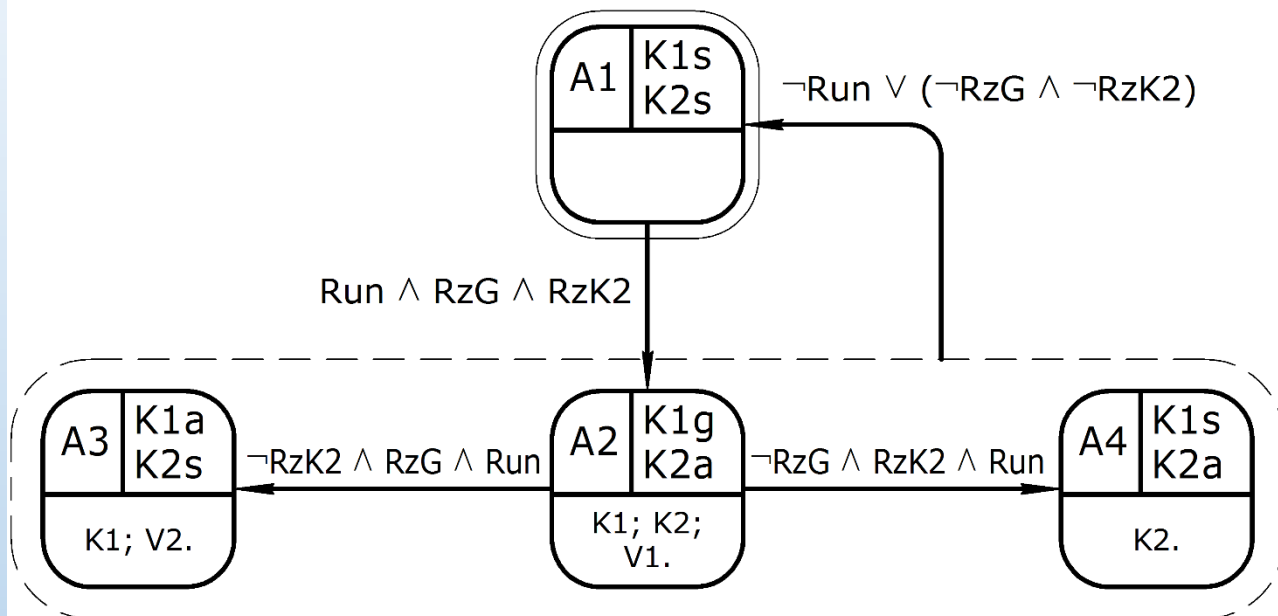 A1
K1s
K2s
¬Run ∨ (¬RzG ∧ ¬RzK2)
Run ∧ RzG ∧ RzK2
A3
K1a
K2s
K1; V2.
¬RzK2 ∧ RzG ∧ Run
A2
K1g
K2a
K1; K2;
V1.
¬RzG ∧ RzK2 ∧ Run
A4
K1s
K2a
K2.